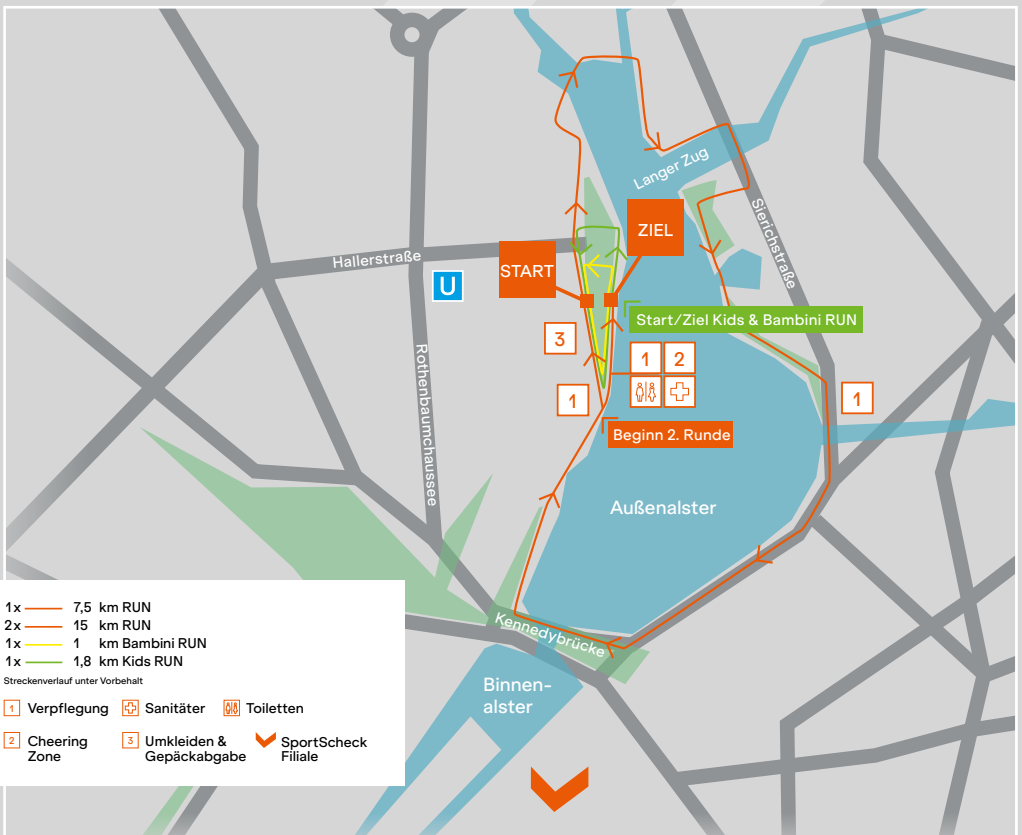 Langer Zug
Sierichstraße
ZIEL
START
Hallerstraße
U
Start/Ziel Kids & Bambini RUN
3
1
2
1
1
Rothenbaumchaussee
Beginn 2. Runde
Außenalster
Kennedybrücke
Binnen-
alster
1x 7,5 km RUN
2x 15 km RUN
1x 1 km Bambini RUN
1x 1,8 km Kids RUN
Streckenverlauf unter Vorbehalt
1 Verpflegung
Sanitäter
Toiletten
2 Cheering
Zone
3 Umkleiden &
Gepäckabgabe
SportScheck
Filiale